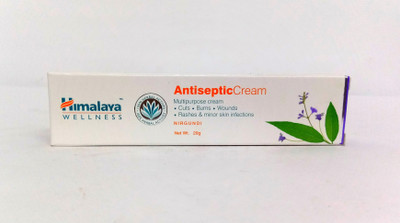 Himalaya
WELLNESS
AntisepticCream
Multipurpose cream
• Cuts • Burns • Wounds
• Rashes & minor skin infections
NIRGUNDI
Net Wt. 20g